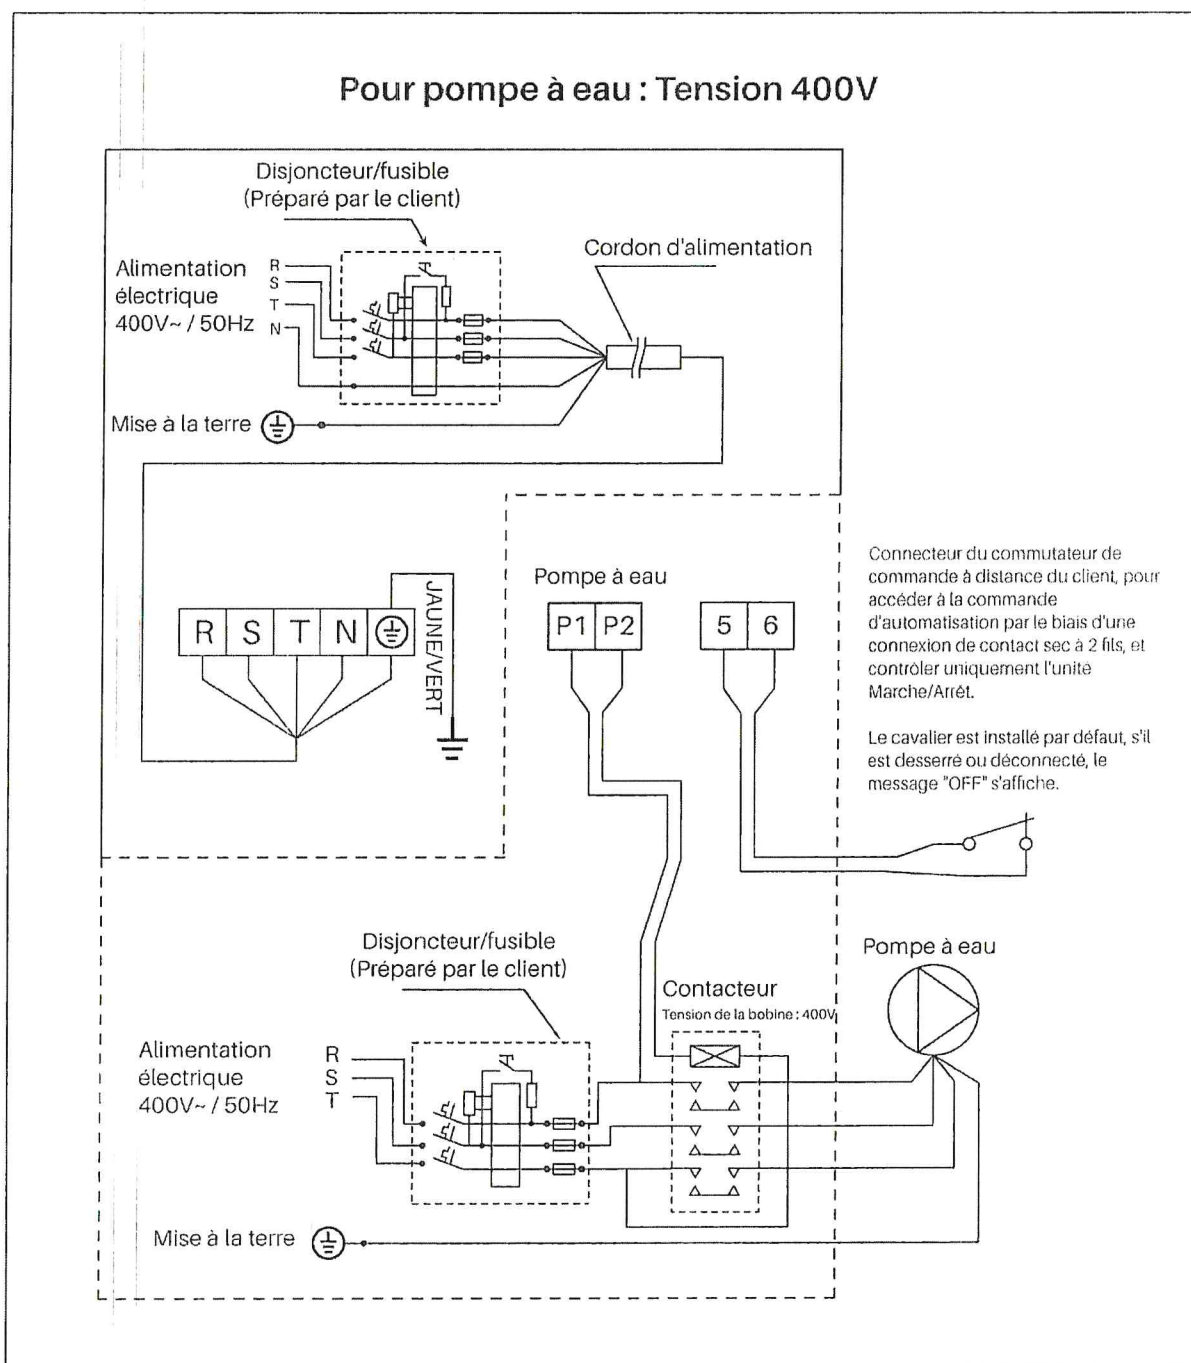 Pour pompe à eau : Tension 400V
Disjoncteur/fusible
(Préparé par le client)
Cordon d'alimentation
Alimentation
électrique
400V~ / 50Hz
R
S
T
N
Mise à la terre
R S T N
JAUNE/VERT
Pompe à eau
P1 P2
5 6
Connecteur du commutateur de
commande à distance du client, pour
accéder à la commande
d'automatisation par le biais d'une
connexion de contact sec à 2 fils, et
contrôler uniquement l'unité
Marche/Arrêt.
Le cavalier est installé par défaut, s'il
est desserré ou déconnecté, le
message "OFF" s'affiche.
Disjoncteur/fusible
(Préparé par le client)
Pompe à eau
Contacteur
Tension de la bobine : 400V
Alimentation
électrique
400V~ / 50Hz
R
S
T
Mise à la terre